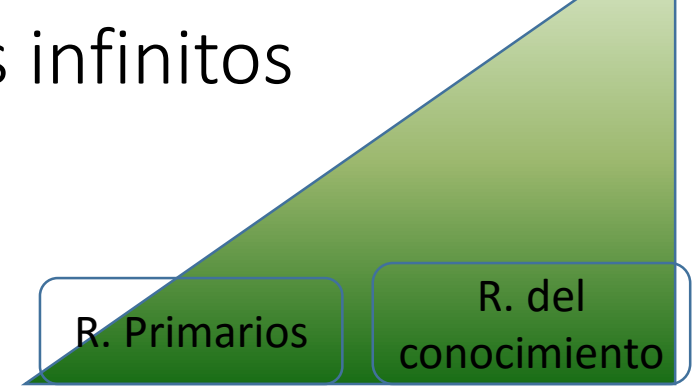 s infinitos
R. Primarios
R. del
conocimiento